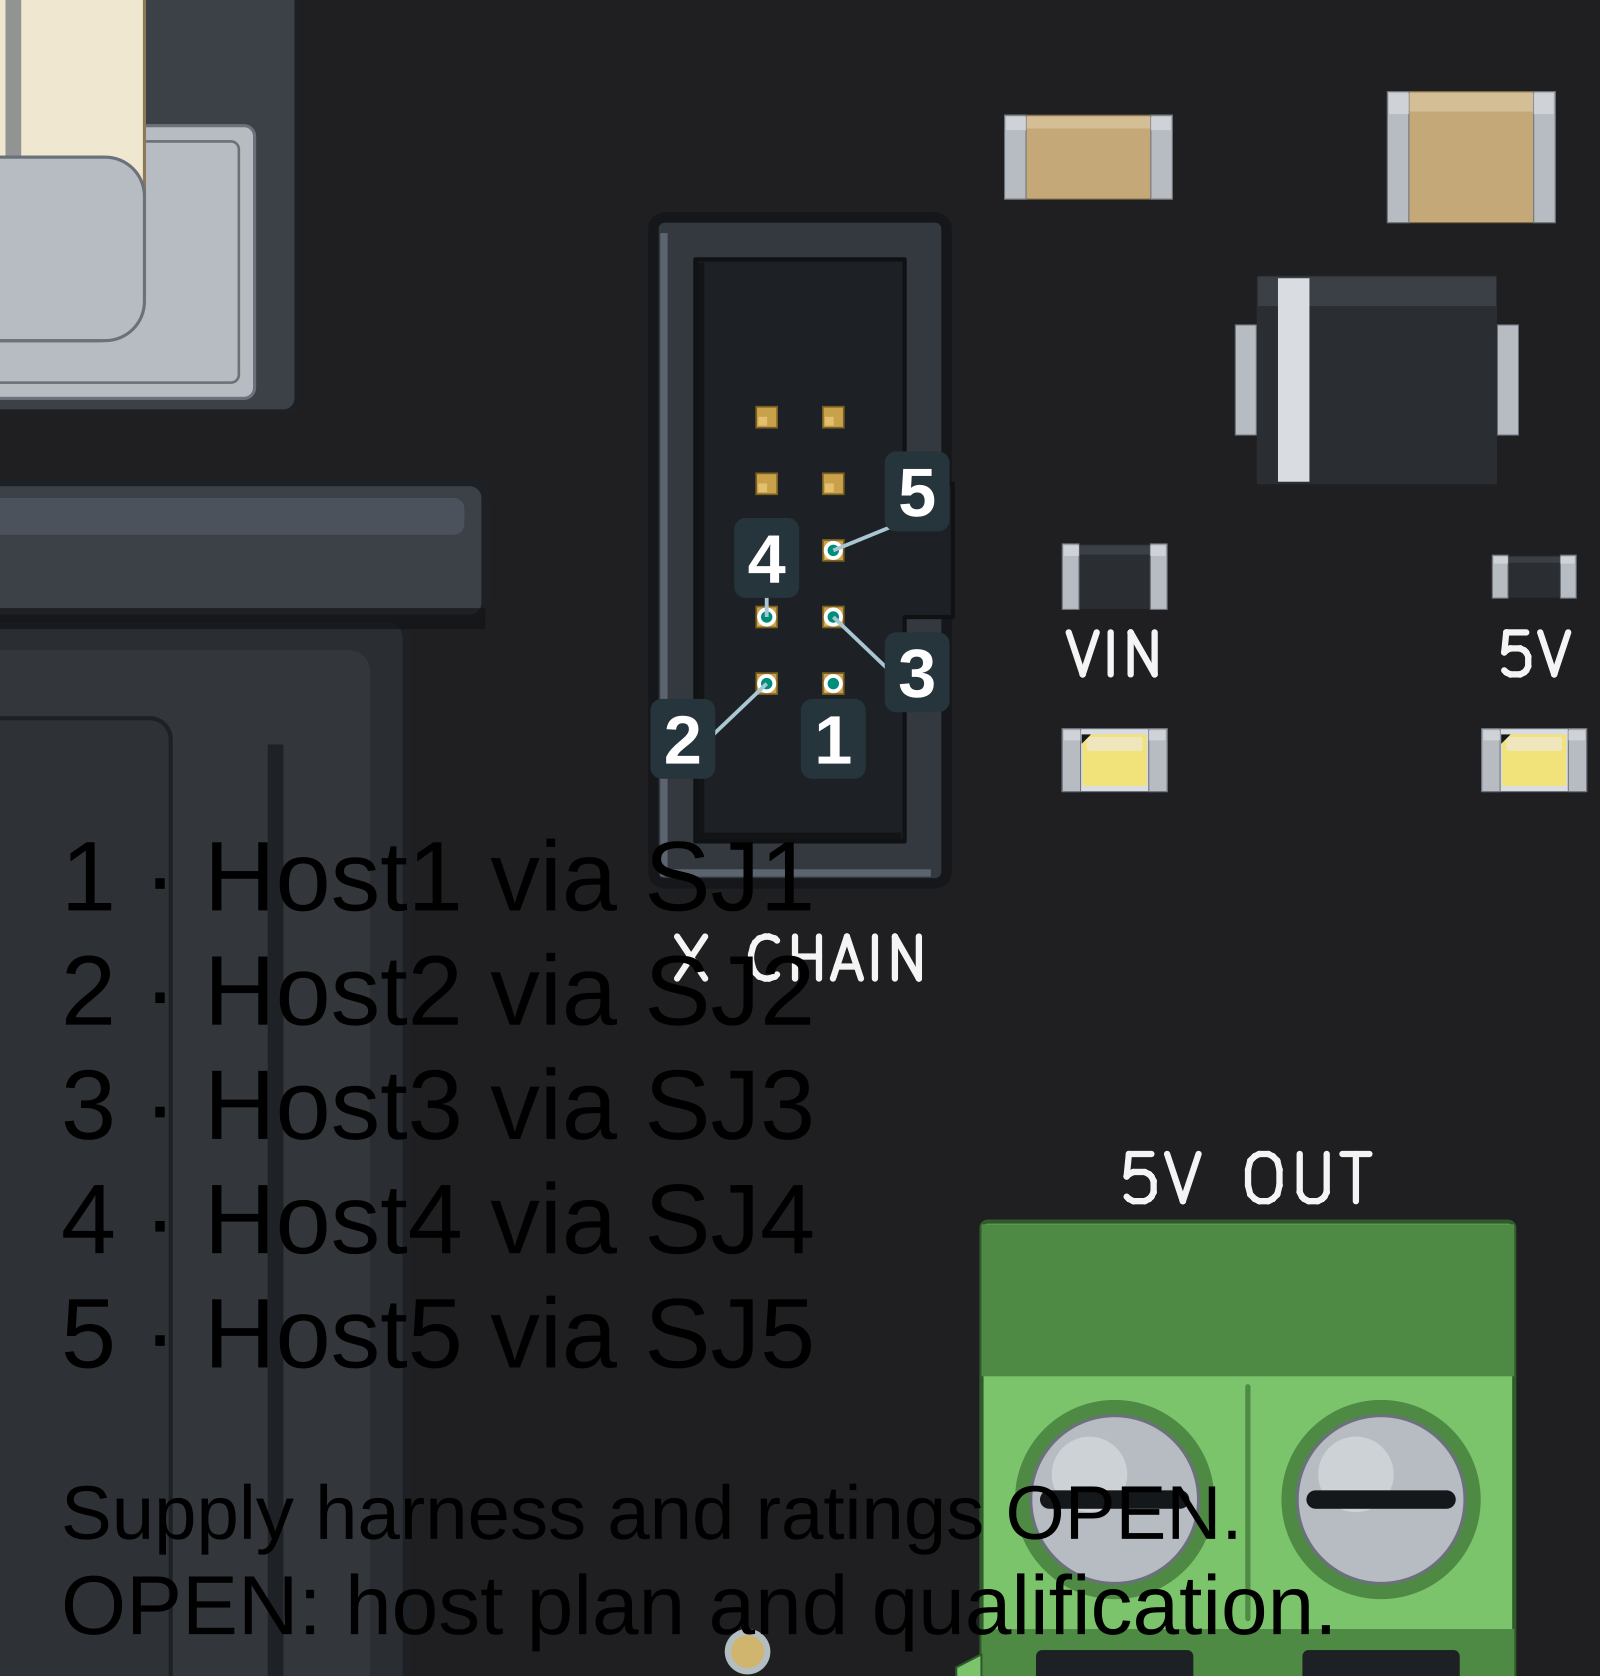 5
4
VIN
5V
3
2
1
1 · Host1 via SJ1
X CHAIN
2 · Host2 via SJ2
3 · Host3 via SJ3
5V OUT
4 · Host4 via SJ4
5 · Host5 via SJ5
Supply harness and ratings OPEN.
OPEN: host plan and qualification.